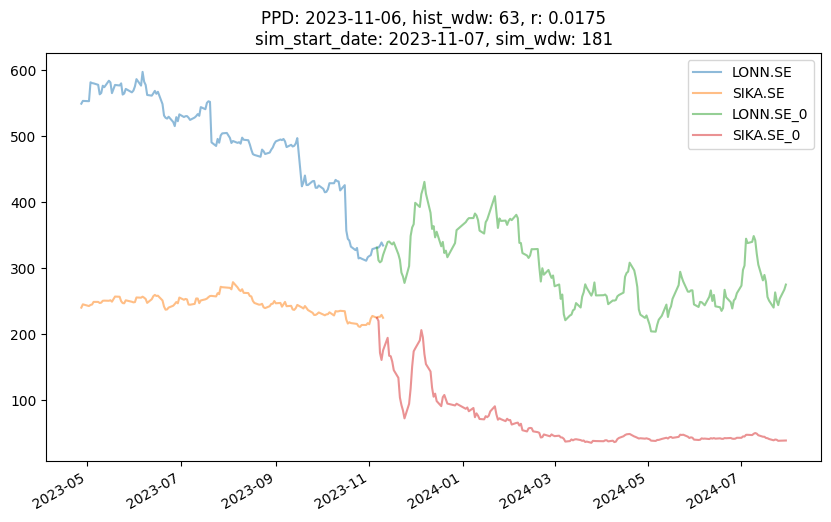 PPD: 2023-11-06, hist_wdw: 63, r: 0.0175
sim_start_date: 2023-11-07, sim_wdw: 181
LONN.SE
SIKA.SE
LONN.SE_0
SIKA.SE_0
600
500
400
300
200
100
2023-05
2023-07
2023-09
2023-11
2024-01
2024-03
2024-05
2024-07